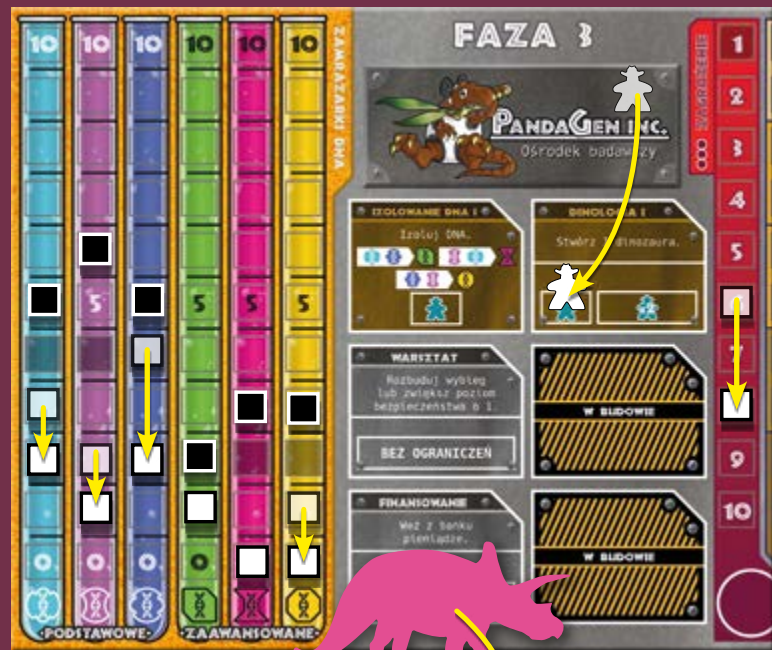 10 10 10 10 10 10
5 5 5 5
0 0 0 0
PODSTAWOWE
ZAAWANSOWANE
ZAMRAŻARKI DNA
FAZA 3
PANDAGEN INC.
Ośrodek badawczy
IZOLOWANIE DNA I
Izoluj DNA.
DINOLOGIA I
Stwórz dinozaura.
WARSZTAT
Rozbuduj wybieg
lub zwiększ poziom
bezpieczeństwa o 1.
BEZ OGRANICZEŃ
W BUDOWIE
FINANSOWANIE
Weź z banku
pieniądze.
W BUDOWIE
ZAGROŻENIE
1
2
3
4
5
6
7
9
10